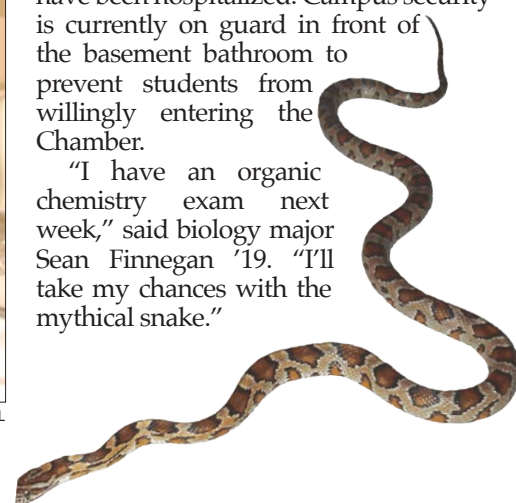 have been hospitalized. Campus security
is currently on guard in front of
the basement bathroom to
prevent students from
willingly entering the
Chamber.
“I have an organic
chemistry exam next
week,” said biology major
Sean Finnegan ’19. “I’ll
take my chances with the
mythical snake.”
L